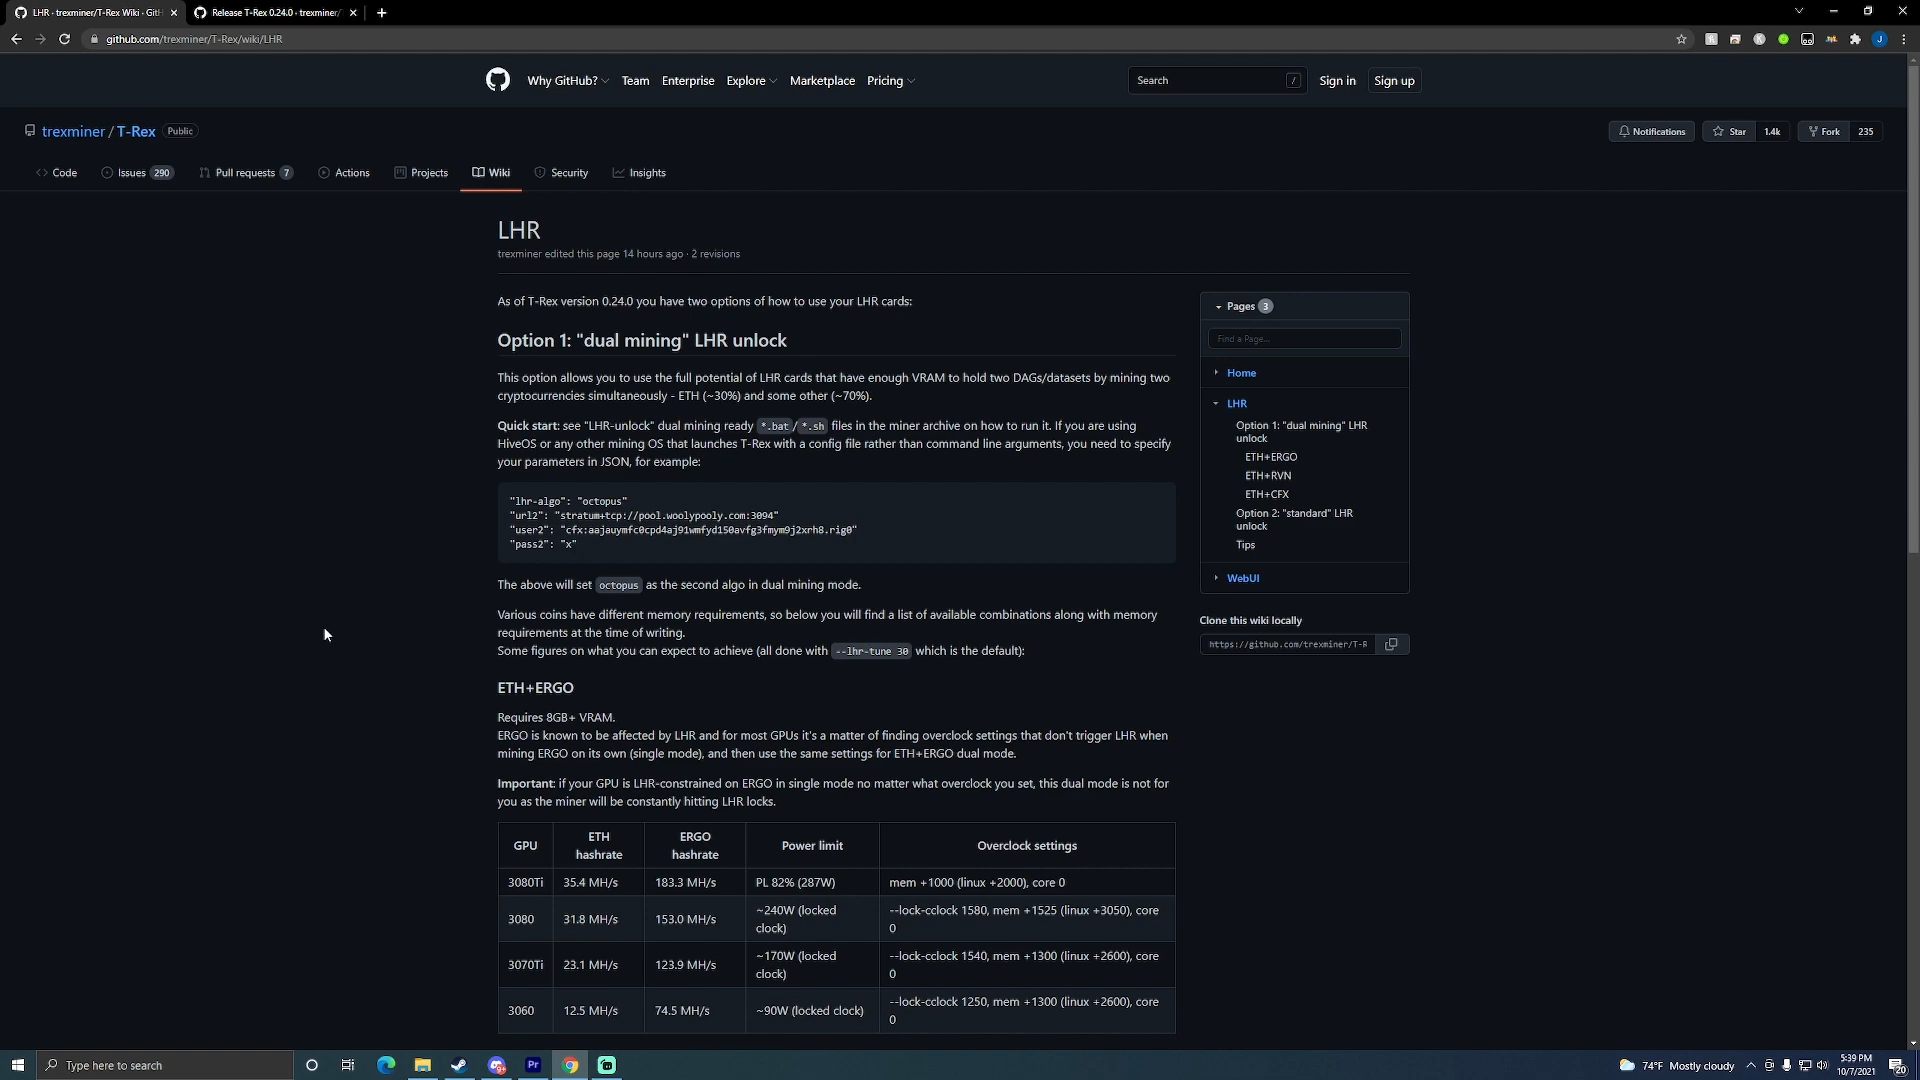 LHR · trexminer/T-Rex Wiki · GitH
Release T-Rex 0.24.0 · trexminer/
github.com/trexminer/T-Rex/wiki/LHR
Why GitHub? Team Enterprise Explore Marketplace Pricing
Search /
Sign in Sign up
trexminer / T-Rex Public
Notifications Star 1.4k Fork 235
Code Issues 290 Pull requests 7 Actions Projects Wiki Security Insights
LHR
trexminer edited this page 14 hours ago · 2 revisions
As of T-Rex version 0.24.0 you have two options of how to use your LHR cards:
Option 1: "dual mining" LHR unlock
This option allows you to use the full potential of LHR cards that have enough VRAM to hold two DAGs/datasets by mining two
cryptocurrencies simultaneously - ETH (~30%) and some other (~70%).
Quick start: see "LHR-unlock" dual mining ready *.bat / *.sh files in the miner archive on how to run it. If you are using
HiveOS or any other mining OS that launches T-Rex with a config file rather than command line arguments, you need to specify
your parameters in JSON, for example:
"lhr-algo": "octopus"
"url2": "stratum+tcp://pool.woolypooly.com:3094"
"user2": "cfx:aajauymfc0cpd4aj91wmfyd150avfg3fmym9j2xrh8.rig0"
"pass2": "x"
The above will set octopus as the second algo in dual mining mode.
Various coins have different memory requirements, so below you will find a list of available combinations along with memory
requirements at the time of writing.
Some figures on what you can expect to achieve (all done with --lhr-tune 30 which is the default):
ETH+ERGO
Requires 8GB+ VRAM.
ERGO is known to be affected by LHR and for most GPUs it's a matter of finding overclock settings that don't trigger LHR when
mining ERGO on its own (single mode), and then use the same settings for ETH+ERGO dual mode.
Important: if your GPU is LHR-constrained on ERGO in single mode no matter what overclock you set, this dual mode is not for
you as the miner will be constantly hitting LHR locks.
GPU ETH hashrate ERGO hashrate Power limit Overclock settings
3080Ti 35.4 MH/s 183.3 MH/s PL 82% (287W) mem +1000 (linux +2000), core 0
3080 31.8 MH/s 153.0 MH/s ~240W (locked clock) --lock-cclock 1580, mem +1525 (linux +3050), core 0
3070Ti 23.1 MH/s 123.9 MH/s ~170W (locked clock) --lock-cclock 1540, mem +1300 (linux +2600), core 0
3060 12.5 MH/s 74.5 MH/s ~90W (locked clock) --lock-cclock 1250, mem +1300 (linux +2600), core 0
Pages 3
Find a Page...
Home
LHR
Option 1: "dual mining" LHR
unlock
ETH+ERGO
ETH+RVN
ETH+CFX
Option 2: "standard" LHR
unlock
Tips
WebUI
Clone this wiki locally
https://github.com/trexminer/T-R
Type here to search
Pr
74°F Mostly cloudy
5:39 PM
10/7/2021
20